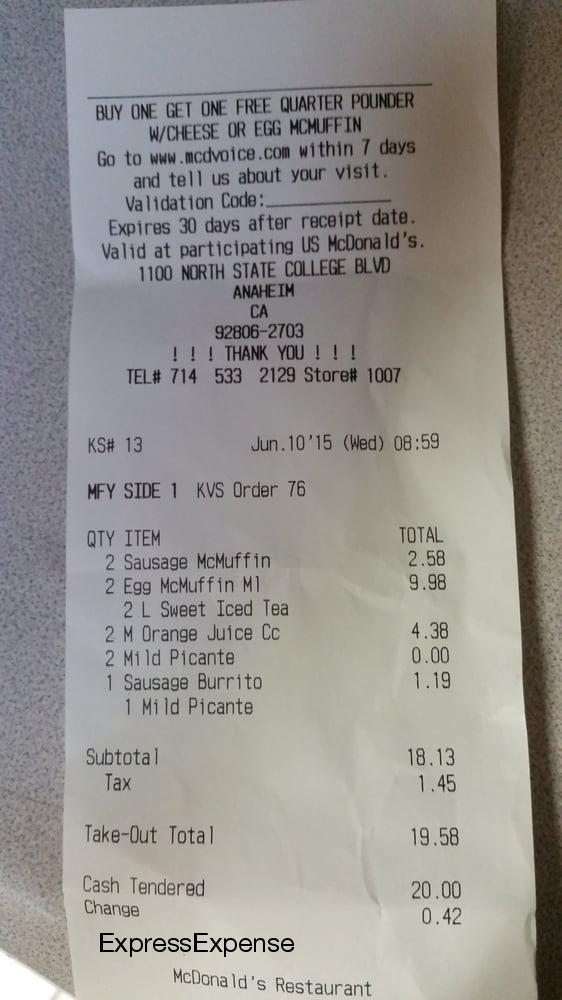 BUY ONE GET ONE FREE QUARTER POUNDER
W/CHEESE OR EGG MCMUFFIN
Go to www.mcdvoice.com within 7 days
and tell us about your visit.
Validation Code:____________
Expires 30 days after receipt date.
Valid at participating US McDonald's.
1100 NORTH STATE COLLEGE BLVD
ANAHEIM
CA
92806-2703
! ! ! THANK YOU ! ! !
TEL# 714 533 2129 Store# 1007
KS# 13 Jun.10'15 (Wed) 08:59
MFY SIDE 1 KVS Order 76
QTY ITEM TOTAL
2 Sausage McMuffin 2.58
2 Egg McMuffin Ml 9.98
2 L Sweet Iced Tea
2 M Orange Juice Cc 4.38
2 Mild Picante 0.00
1 Sausage Burrito 1.19
1 Mild Picante
Subtotal 18.13
Tax 1.45
Take-Out Total 19.58
Cash Tendered 20.00
Change 0.42
ExpressExpense
McDonald's Restaurant